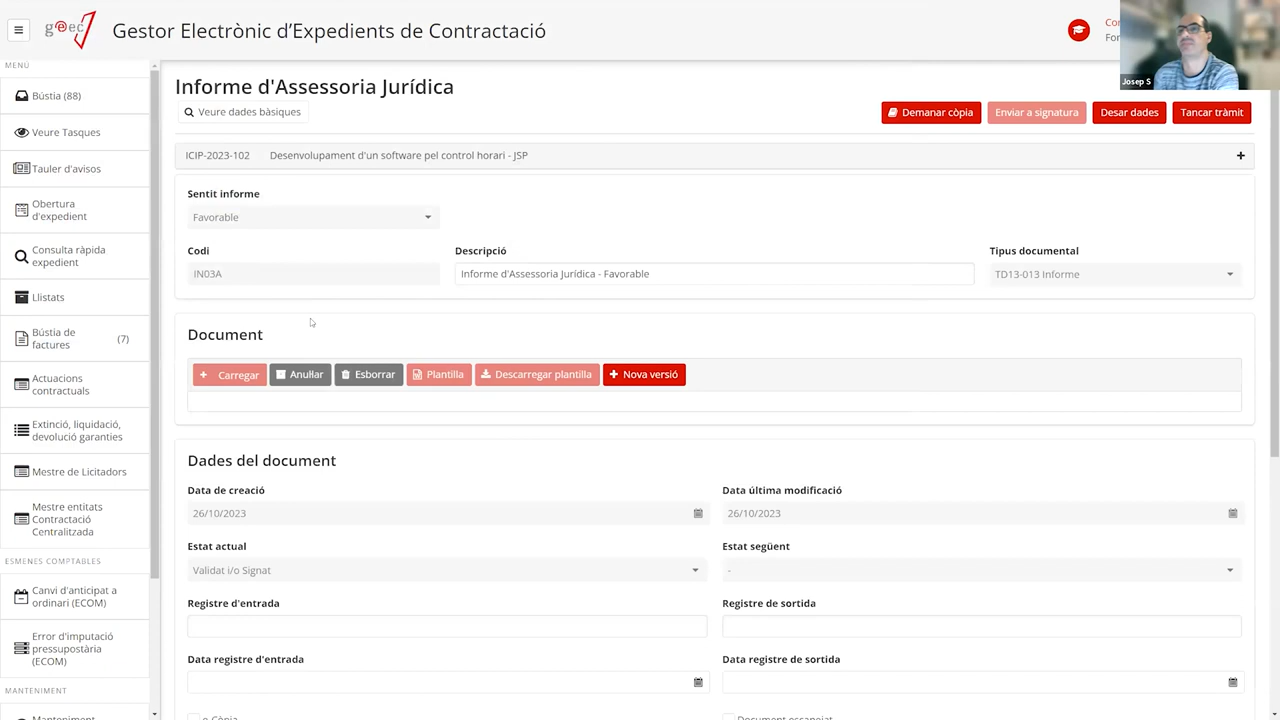 geec
Gestor Electrònic d'Expedients de Contractació
Josep S
MENÚ
Bústia (88)
Veure Tasques
Tauler d'avisos
Obertura
d'expedient
Consulta ràpida
expedient
Llistats
Bústia de
factures
(7)
Actuacions
contractuals
Extinció, liquidació,
devolució garanties
Mestre de Licitadors
Mestre entitats
Contractació
Centralitzada
ESMENES COMPTABLES
Canvi d'anticipat a
ordinari (ECOM)
Error d'imputació
pressupostària
(ECOM)
MANTENIMENT
Manteniment
Informe d'Assessoria Jurídica
Veure dades bàsiques
Demanar còpia
Enviar a signatura
Desar dades
Tancar tràmit
ICIP-2023-102 Desenvolupament d'un software pel control horari - JSP
Sentit informe
Favorable
Codi Descripció Tipus documental
IN03A Informe d'Assessoria Jurídica - Favorable TD13-013 Informe
Document
Carregar Anul·lar Esborrar Plantilla Descarregar plantilla Nova versió
Dades del document
Data de creació Data última modificació
26/10/2023 26/10/2023
Estat actual Estat següent
Validat i/o Signat -
Registre d'entrada Registre de sortida
Data registre d'entrada Data registre de sortida
e-Còpia Document escanejat